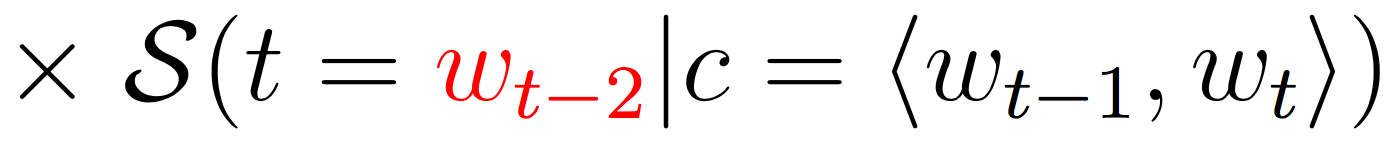 × 𝒮(t = w_{t−2}|c = ⟨w_{t−1}, w_t⟩)